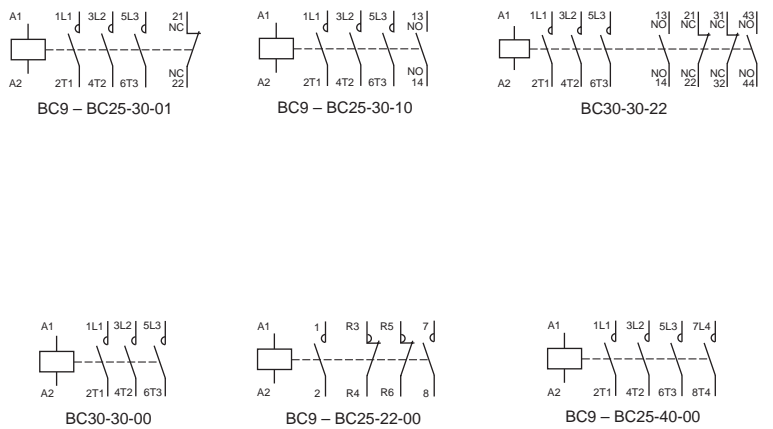 A1 1L1 3L2 5L3 21
NC
NC
A2 2T1 4T2 6T3 22
BC9 – BC25-30-01
A1 1L1 3L2 5L3 13
NO
NO
A2 2T1 4T2 6T3 14
BC9 – BC25-30-10
A1 1L1 3L2 5L3 13 21 31 43
NO NC NC NO
NO NC NC NO
A2 2T1 4T2 6T3 14 22 32 44
BC30-30-22
A1 1L1 3L2 5L3
A2 2T1 4T2 6T3
BC30-30-00
A1 1 R3 R5 7
A2 2 R4 R6 8
BC9 – BC25-22-00
A1 1L1 3L2 5L3 7L4
A2 2T1 4T2 6T3 8T4
BC9 – BC25-40-00